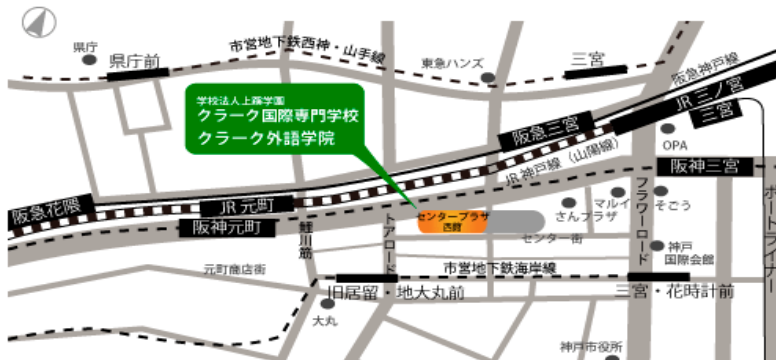 県庁
県庁前
市営地下鉄西神・山手線
東急ハンズ
三宮
阪急神戸線
JR 三ノ宮
三宮
学校法人上藤学園
クラーク国際専門学校
クラーク外語学院
阪急三宮
OPA
JR 神戸線（山陽線）
阪神三宮
阪急花隈
JR 元町
阪神元町
鯉川筋
トアロード
センタープラザ
西館
さんプラザ
マルイ
そごう
フラワーロード
ポートライナー
センター街
神戸
国際会館
元町商店街
市営地下鉄海岸線
旧居留・地大丸前
三宮・花時計前
大丸
神戸市役所